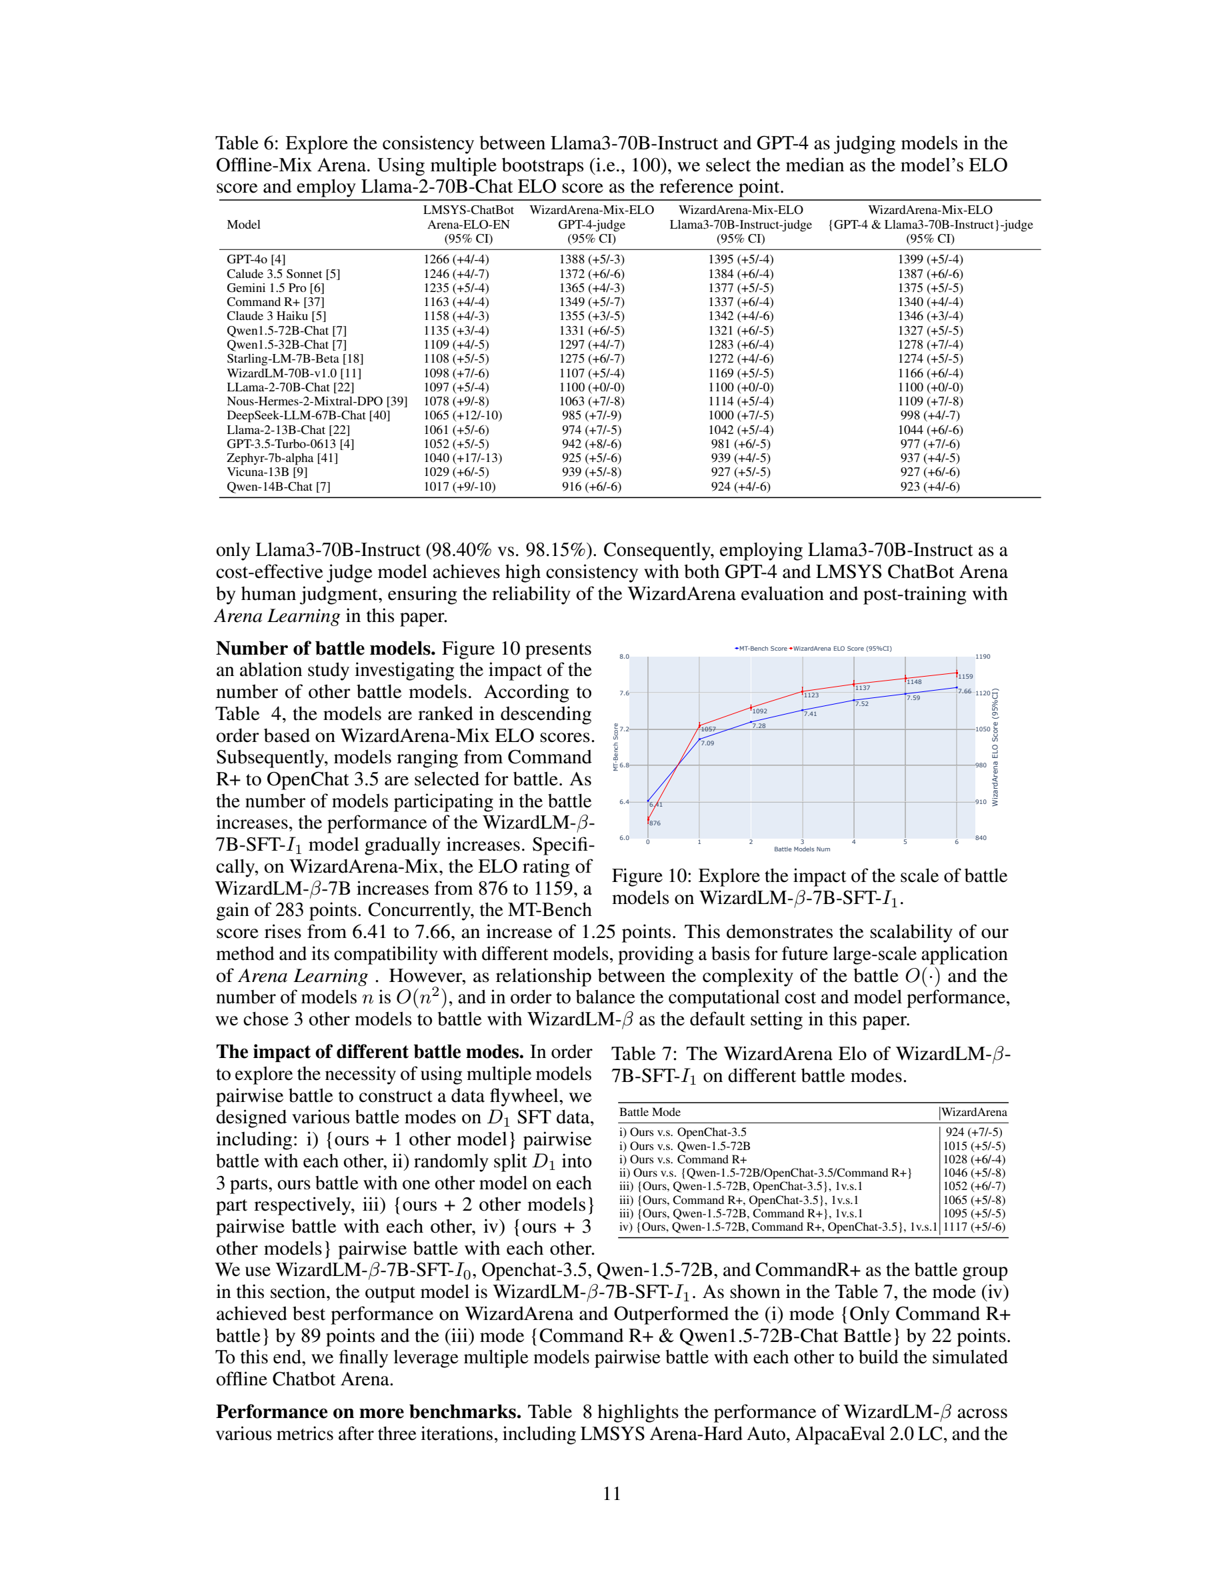 Table 6: Explore the consistency between Llama3-70B-Instruct and GPT-4 as judging models in the
Offline-Mix Arena. Using multiple bootstraps (i.e., 100), we select the median as the model's ELO
score and employ Llama-2-70B-Chat ELO score as the reference point.
Model LMSYS-ChatBot Arena-ELO-EN (95% CI) WizardArena-Mix-ELO GPT-4-judge (95% CI) WizardArena-Mix-ELO Llama3-70B-Instruct-judge (95% CI) WizardArena-Mix-ELO {GPT-4 & Llama3-70B-Instruct}-judge (95% CI)
GPT-4o [4] 1266 (+4/-4) 1388 (+5/-3) 1395 (+5/-4) 1399 (+5/-4)
Calude 3.5 Sonnet [5] 1246 (+4/-7) 1372 (+6/-6) 1384 (+6/-4) 1387 (+6/-6)
Gemini 1.5 Pro [6] 1235 (+5/-4) 1365 (+4/-3) 1377 (+5/-5) 1375 (+5/-5)
Command R+ [37] 1163 (+4/-4) 1349 (+5/-7) 1337 (+6/-4) 1340 (+4/-4)
Claude 3 Haiku [5] 1158 (+4/-3) 1355 (+3/-5) 1342 (+4/-6) 1346 (+3/-4)
Qwen1.5-72B-Chat [7] 1135 (+3/-4) 1331 (+6/-5) 1321 (+6/-5) 1327 (+5/-5)
Qwen1.5-32B-Chat [7] 1109 (+4/-5) 1297 (+4/-7) 1283 (+6/-4) 1278 (+7/-4)
Starling-LM-7B-Beta [18] 1108 (+5/-5) 1275 (+6/-7) 1272 (+4/-6) 1274 (+5/-5)
WizardLM-70B-v1.0 [11] 1098 (+7/-6) 1107 (+5/-4) 1169 (+5/-5) 1166 (+6/-4)
LLama-2-70B-Chat [22] 1097 (+5/-4) 1100 (+0/-0) 1100 (+0/-0) 1100 (+0/-0)
Nous-Hermes-2-Mixtral-DPO [39] 1078 (+9/-8) 1063 (+7/-8) 1114 (+5/-4) 1109 (+7/-8)
DeepSeek-LLM-67B-Chat [40] 1065 (+12/-10) 985 (+7/-9) 1000 (+7/-5) 998 (+4/-7)
Llama-2-13B-Chat [22] 1061 (+5/-6) 974 (+7/-5) 1042 (+5/-4) 1044 (+6/-6)
GPT-3.5-Turbo-0613 [4] 1052 (+5/-5) 942 (+8/-6) 981 (+6/-5) 977 (+7/-6)
Zephyr-7b-alpha [41] 1040 (+17/-13) 925 (+5/-6) 939 (+4/-5) 937 (+4/-5)
Vicuna-13B [9] 1029 (+6/-5) 939 (+5/-8) 927 (+5/-5) 927 (+6/-6)
Qwen-14B-Chat [7] 1017 (+9/-10) 916 (+6/-6) 924 (+4/-6) 923 (+4/-6)
only Llama3-70B-Instruct (98.40% vs. 98.15%). Consequently, employing Llama3-70B-Instruct as a
cost-effective judge model achieves high consistency with both GPT-4 and LMSYS ChatBot Arena
by human judgment, ensuring the reliability of the WizardArena evaluation and post-training with
Arena Learning in this paper.
Number of battle models. Figure 10 presents
an ablation study investigating the impact of the
number of other battle models. According to
Table 4, the models are ranked in descending
order based on WizardArena-Mix ELO scores.
Subsequently, models ranging from Command
R+ to OpenChat 3.5 are selected for battle. As
the number of models participating in the battle
increases, the performance of the WizardLM-β-
7B-SFT-I₁ model gradually increases. Specifi-
cally, on WizardArena-Mix, the ELO rating of
WizardLM-β-7B increases from 876 to 1159, a
gain of 283 points. Concurrently, the MT-Bench
score rises from 6.41 to 7.66, an increase of 1.25 points. This demonstrates the scalability of our
method and its compatibility with different models, providing a basis for future large-scale application
of Arena Learning . However, as relationship between the complexity of the battle O(·) and the
number of models n is O(n²), and in order to balance the computational cost and model performance,
we chose 3 other models to battle with WizardLM-β as the default setting in this paper.
MT-Bench Score WizardArena ELO Score (95%CI)
8.0 7.6 7.2 6.8 6.4 6.0
MT-Bench Score
1190 1120 1050 980 910 840
WizardArena ELO Score (95%CI)
876 1057 1092 1123 1137 1148 1159
6.41 7.09 7.28 7.41 7.52 7.59 7.66
0 1 2 3 4 5 6
Battle Models Num
Figure 10: Explore the impact of the scale of battle
models on WizardLM-β-7B-SFT-I₁.
The impact of different battle modes. In order
to explore the necessity of using multiple models
pairwise battle to construct a data flywheel, we
designed various battle modes on D₁ SFT data,
including: i) {ours + 1 other model} pairwise
battle with each other, ii) randomly split D₁ into
3 parts, ours battle with one other model on each
part respectively, iii) {ours + 2 other models}
pairwise battle with each other, iv) {ours + 3
other models} pairwise battle with each other.
Table 7: The WizardArena Elo of WizardLM-β-
7B-SFT-I₁ on different battle modes.
Battle Mode WizardArena
i) Ours v.s. OpenChat-3.5 924 (+7/-5)
i) Ours v.s. Qwen-1.5-72B 1015 (+5/-5)
i) Ours v.s. Command R+ 1028 (+6/-4)
ii) Ours v.s. {Qwen-1.5-72B/OpenChat-3.5/Command R+} 1046 (+5/-8)
iii) {Ours, Qwen-1.5-72B, OpenChat-3.5}, 1v.s.1 1052 (+6/-7)
iii) {Ours, Command R+, OpenChat-3.5}, 1v.s.1 1065 (+5/-8)
iii) {Ours, Qwen-1.5-72B, Command R+}, 1v.s.1 1095 (+5/-5)
iv) {Ours, Qwen-1.5-72B, Command R+, OpenChat-3.5}, 1v.s.1 1117 (+5/-6)
We use WizardLM-β-7B-SFT-I₀, Openchat-3.5, Qwen-1.5-72B, and CommandR+ as the battle group
in this section, the output model is WizardLM-β-7B-SFT-I₁. As shown in the Table 7, the mode (iv)
achieved best performance on WizardArena and Outperformed the (i) mode {Only Command R+
battle} by 89 points and the (iii) mode {Command R+ & Qwen1.5-72B-Chat Battle} by 22 points.
To this end, we finally leverage multiple models pairwise battle with each other to build the simulated
offline Chatbot Arena.
Performance on more benchmarks. Table 8 highlights the performance of WizardLM-β across
various metrics after three iterations, including LMSYS Arena-Hard Auto, AlpacaEval 2.0 LC, and the
11